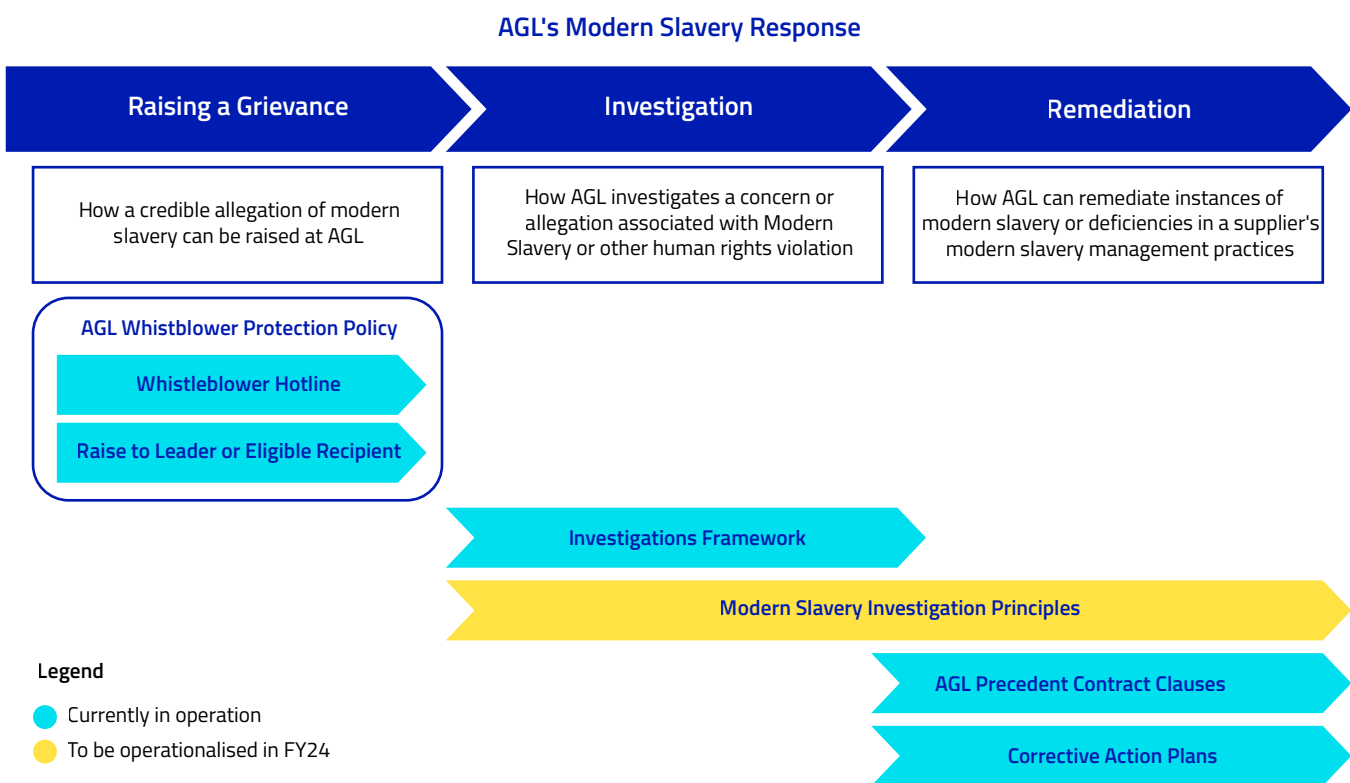 AGL's Modern Slavery Response
Raising a Grievance
Investigation
Remediation
How a credible allegation of modern
slavery can be raised at AGL
How AGL investigates a concern or
allegation associated with Modern
Slavery or other human rights violation
How AGL can remediate instances of
modern slavery or deficiencies in a supplier's
modern slavery management practices
AGL Whistblower Protection Policy
Whistleblower Hotline
Raise to Leader or Eligible Recipient
Investigations Framework
Modern Slavery Investigation Principles
AGL Precedent Contract Clauses
Corrective Action Plans
Legend
Currently in operation
To be operationalised in FY24